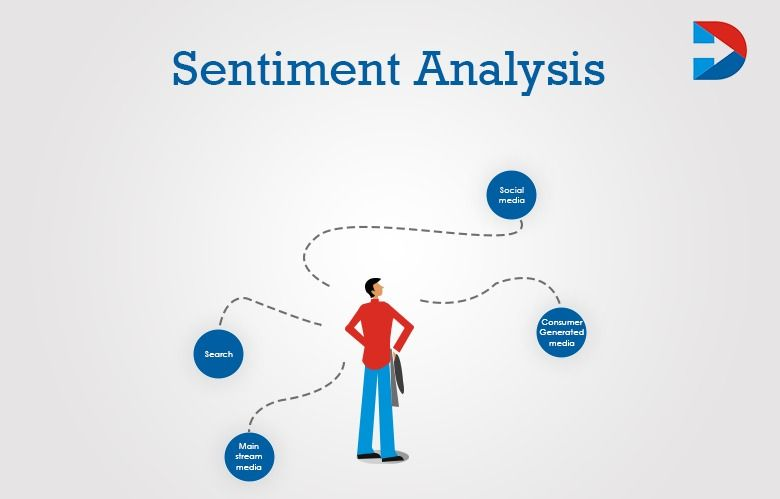 Sentiment Analysis
Social
media
Consumer
Generated
media
Search
Main
stream
media